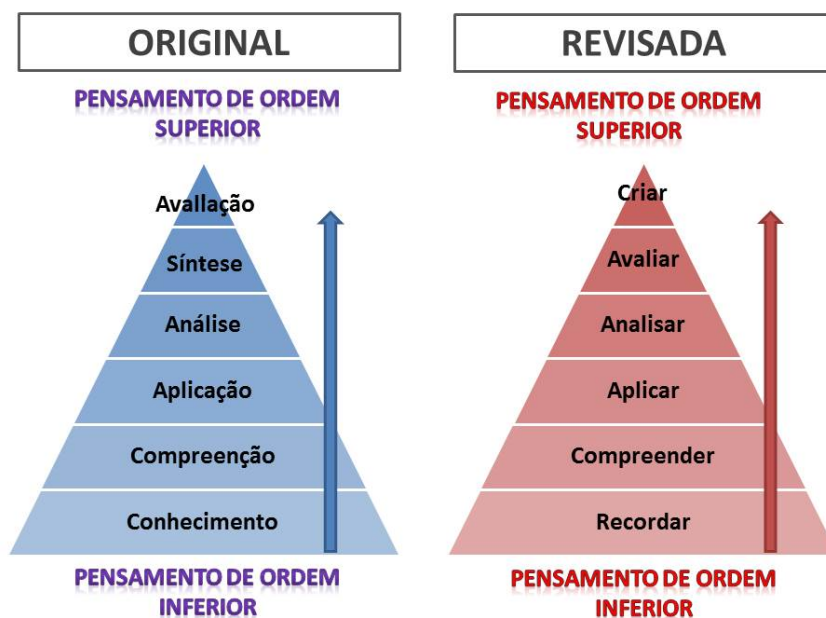 ORIGINAL
PENSAMENTO DE ORDEM
SUPERIOR
Avallação
Síntese
Análise
Aplicação
Compreenção
Conhecimento
PENSAMENTO DE ORDEM
INFERIOR
REVISADA
PENSAMENTO DE ORDEM
SUPERIOR
Criar
Avaliar
Analisar
Aplicar
Compreender
Recordar
PENSAMENTO DE ORDEM
INFERIOR